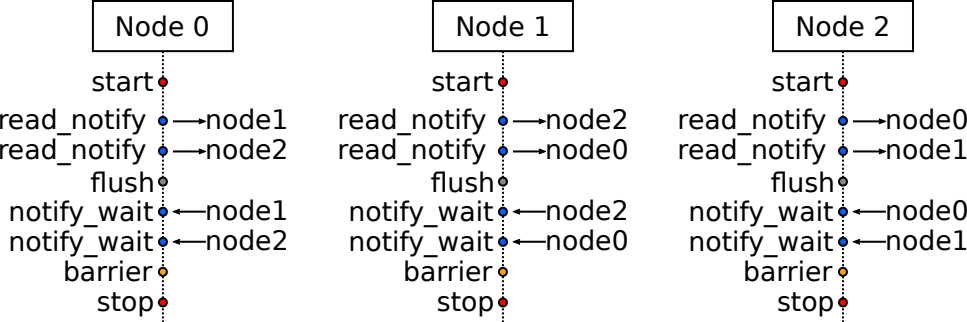 Node 0 Node 1 Node 2
start start start
read_notify node1 read_notify node2 read_notify node0
read_notify node2 read_notify node0 read_notify node1
flush flush flush
notify_wait node1 notify_wait node2 notify_wait node0
notify_wait node2 notify_wait node0 notify_wait node1
barrier barrier barrier
stop stop stop